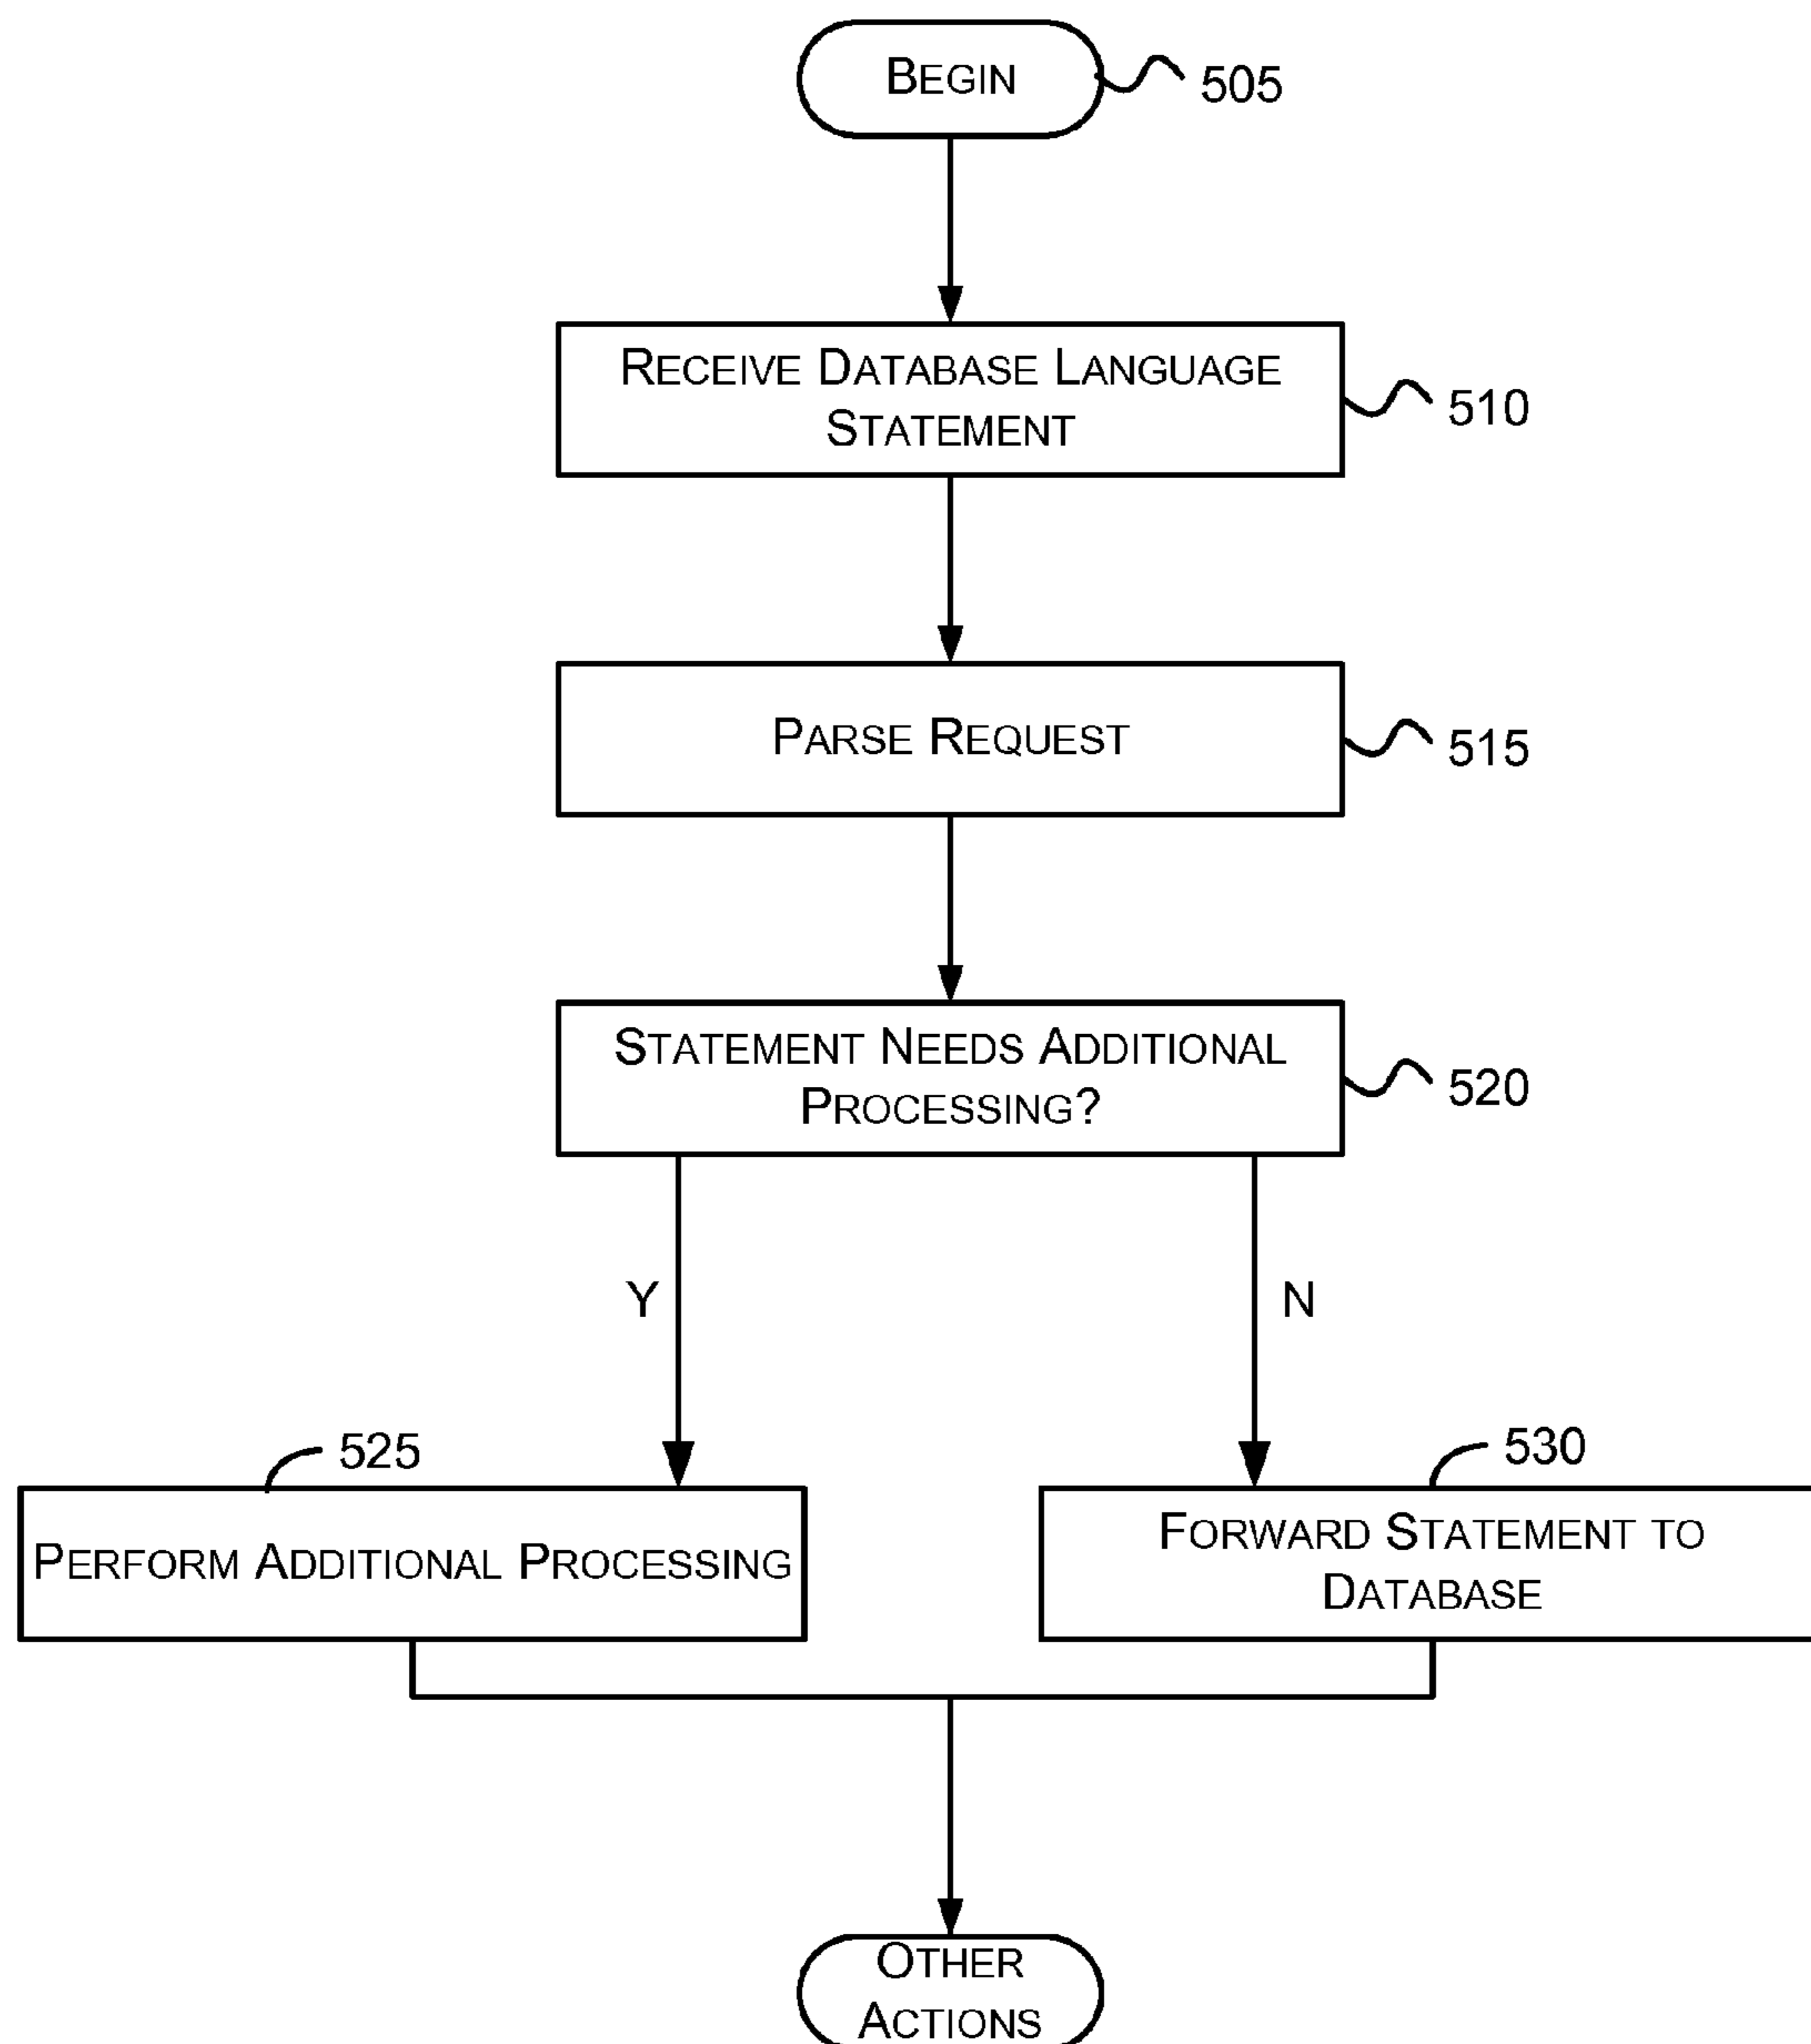 BEGIN
505
RECEIVE DATABASE LANGUAGE
STATEMENT
510
PARSE REQUEST
515
STATEMENT NEEDS ADDITIONAL
PROCESSING?
520
Y
N
525
530
PERFORM ADDITIONAL PROCESSING
FORWARD STATEMENT TO
DATABASE
OTHER
ACTIONS